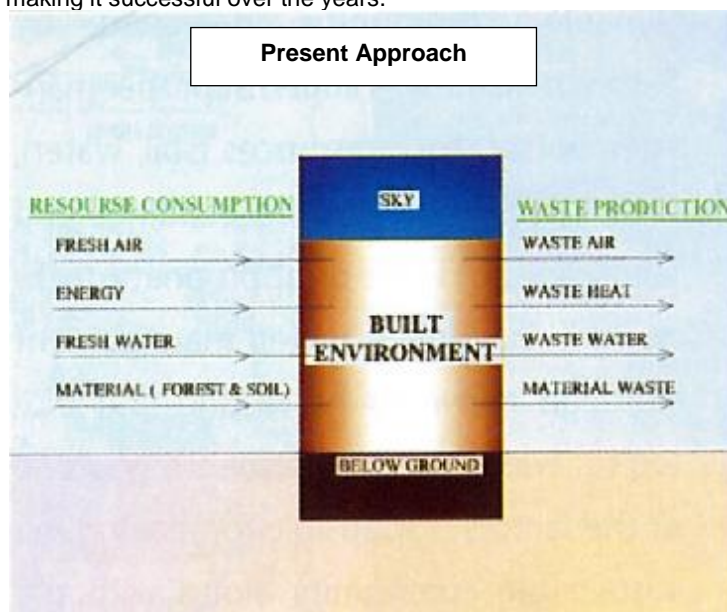 making it successful over the years.
Present Approach
RESOURSE CONSUMPTION
SKY
WASTE PRODUCTION
FRESH AIR
WASTE AIR
ENERGY
WASTE HEAT
BUILT
ENVIRONMENT
FRESH WATER
WASTE WATER
MATERIAL ( FOREST & SOIL)
MATERIAL WASTE
BELOW GROUND